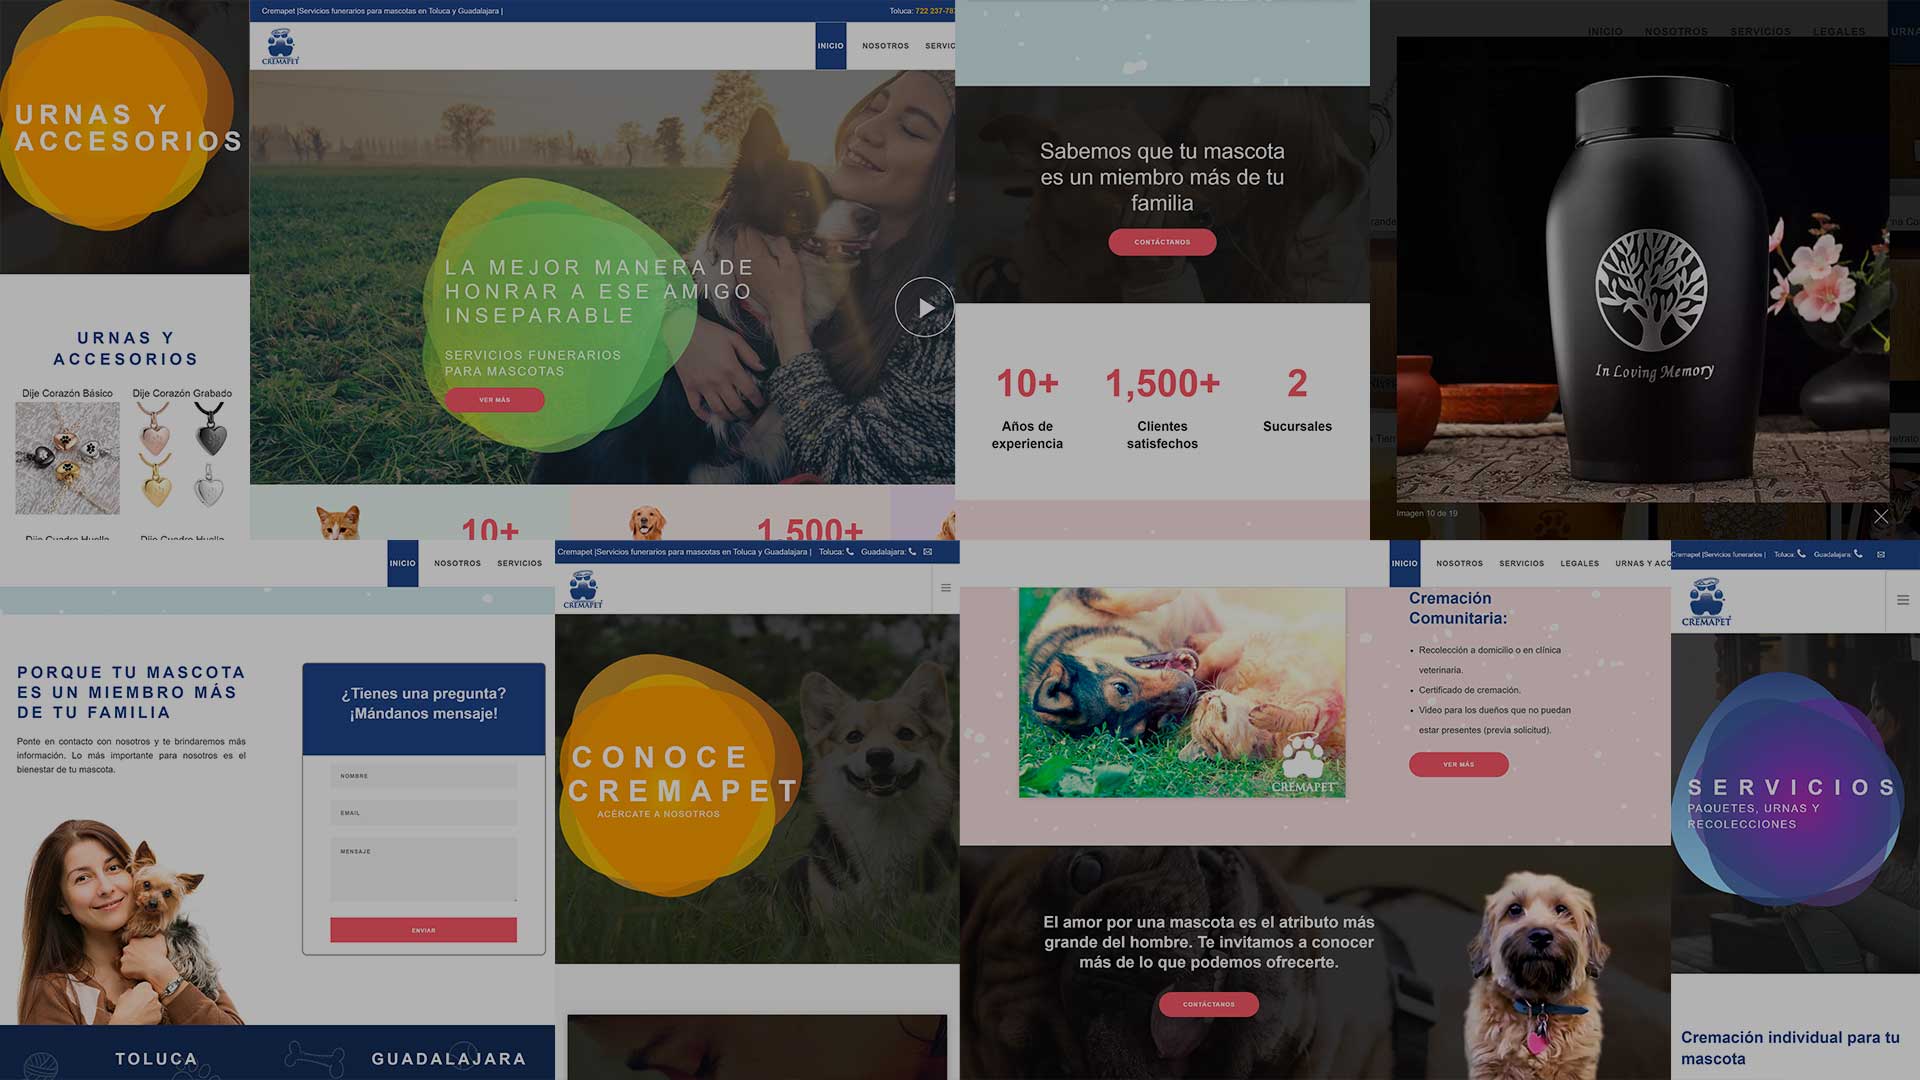 URNAS Y
ACCESORIOS
URNAS Y
ACCESORIOS
Dije Corazón Básico
Dije Corazón Grabado
Cremapet |Servicios funerarios para mascotas en Toluca y Guadalajara |
Toluca: 722 237-787
CREMAPET
INICIO
NOSOTROS
SERVIC
LA MEJOR MANERA DE
HONRAR A ESE AMIGO
INSEPARABLE
SERVICIOS FUNERARIOS
PARA MASCOTAS
VER MÁS
10+
1,500+
Sabemos que tu mascota
es un miembro más de tu
familia
CONTÁCTANOS
10+
Años de
experiencia
1,500+
Clientes
satisfechos
2
Sucursales
INICIO
NOSOTROS
SERVICIOS
LEGALES
URNA
In Loving Memory
Imagen 10 de 19
INICIO
NOSOTROS
SERVICIOS
PORQUE TU MASCOTA
ES UN MIEMBRO MÁS
DE TU FAMILIA
Ponte en contacto con nosotros y te brindaremos más
información. Lo más importante para nosotros es el
bienestar de tu mascota.
¿Tienes una pregunta?
¡Mándanos mensaje!
NOMBRE
EMAIL
MENSAJE
ENVIAR
TOLUCA
GUADALAJARA
Cremapet |Servicios funerarios para mascotas en Toluca y Guadalajara |
Toluca:
Guadalajara:
CREMAPET
CONOCE
CREMAPET
ACÉRCATE A NOSOTROS
INICIO
NOSOTROS
SERVICIOS
LEGALES
URNAS Y ACC
CREMAPET
Cremación
Comunitaria:
Recolección a domicilio o en clínica
veterinaria.
Certificado de cremación.
Video para los dueños que no puedan
estar presentes (previa solicitud).
VER MÁS
El amor por una mascota es el atributo más
grande del hombre. Te invitamos a conocer
más de lo que podemos ofrecerte.
CONTÁCTANOS
Cremapet |Servicios funerarios |
Toluca:
Guadalajara:
CREMAPET
SERVICIOS
PAQUETES, URNAS Y
RECOLECCIONES
Cremación individual para tu
mascota